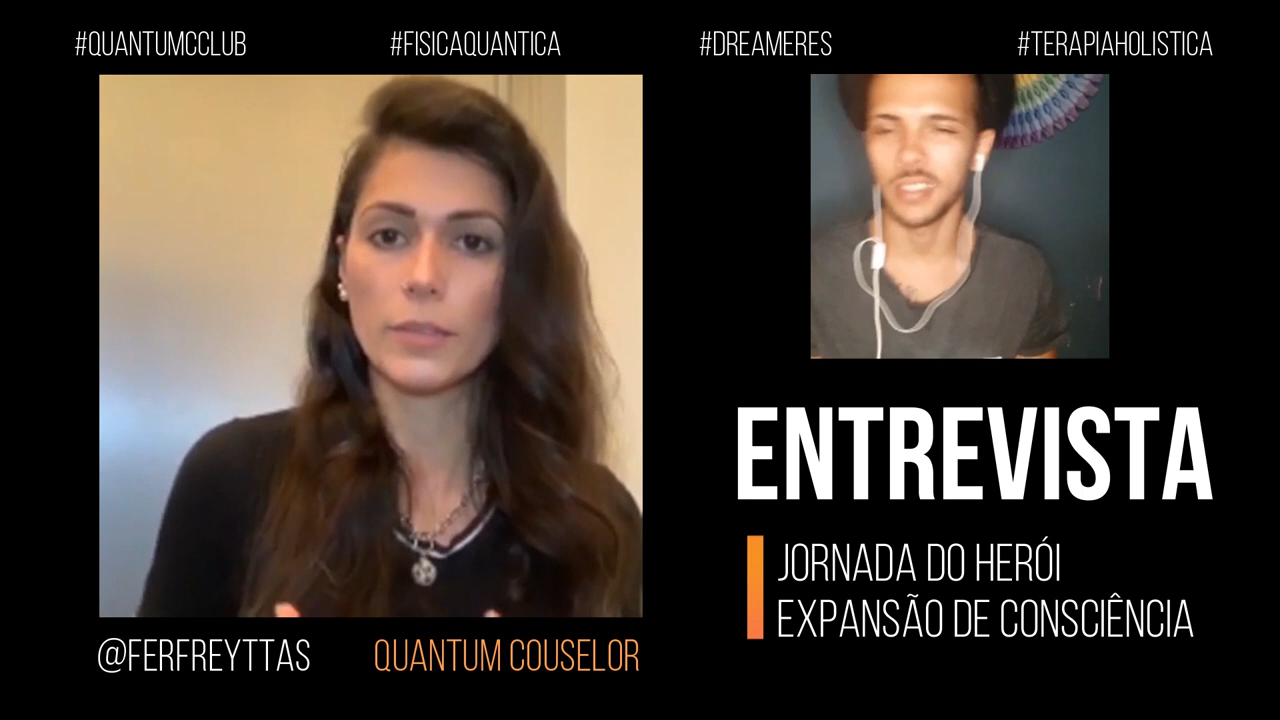 #QUANTUMCCLUB
#FISICAQUANTICA
#DREAMERES
#TERAPIAHOLISTICA
ENTREVISTA
JORNADA DO HERÓI
EXPANSÃO DE CONSCIÊNCIA
@FERFREYTTAS
QUANTUM COUSELOR